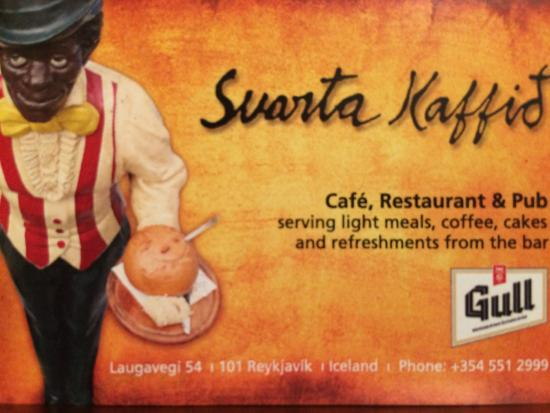 Svarta Kaffið
Café, Restaurant & Pub
serving light meals, coffee, cakes
and refreshments from the bar
Gull
Laugavegi 54 ı 101 Reykjavík ı Iceland ı Phone: +354 551 2999